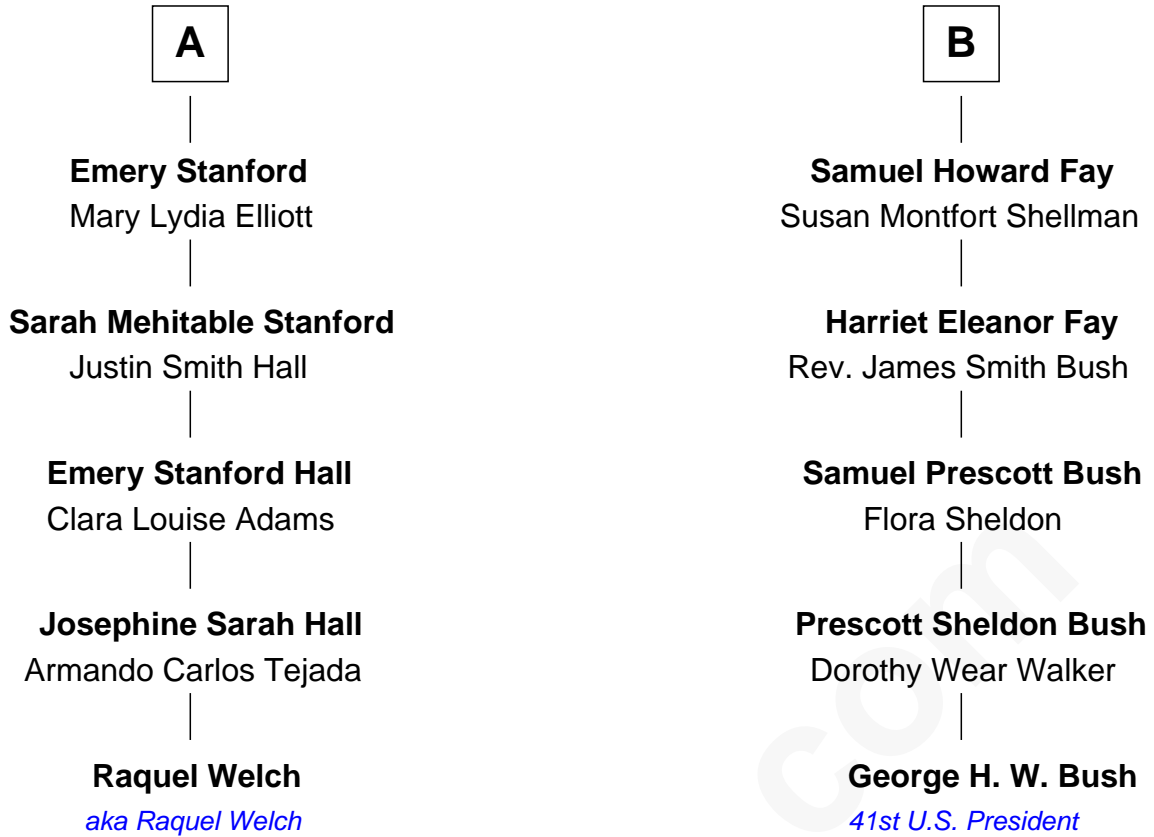 A
Emery Stanford
Mary Lydia Elliott
Sarah Mehitable Stanford
Justin Smith Hall
Emery Stanford Hall
Clara Louise Adams
Josephine Sarah Hall
Armando Carlos Tejada
Raquel Welch
aka Raquel Welch
B
Samuel Howard Fay
Susan Montfort Shellman
Harriet Eleanor Fay
Rev. James Smith Bush
Samuel Prescott Bush
Flora Sheldon
Prescott Sheldon Bush
Dorothy Wear Walker
George H. W. Bush
41st U.S. President
com